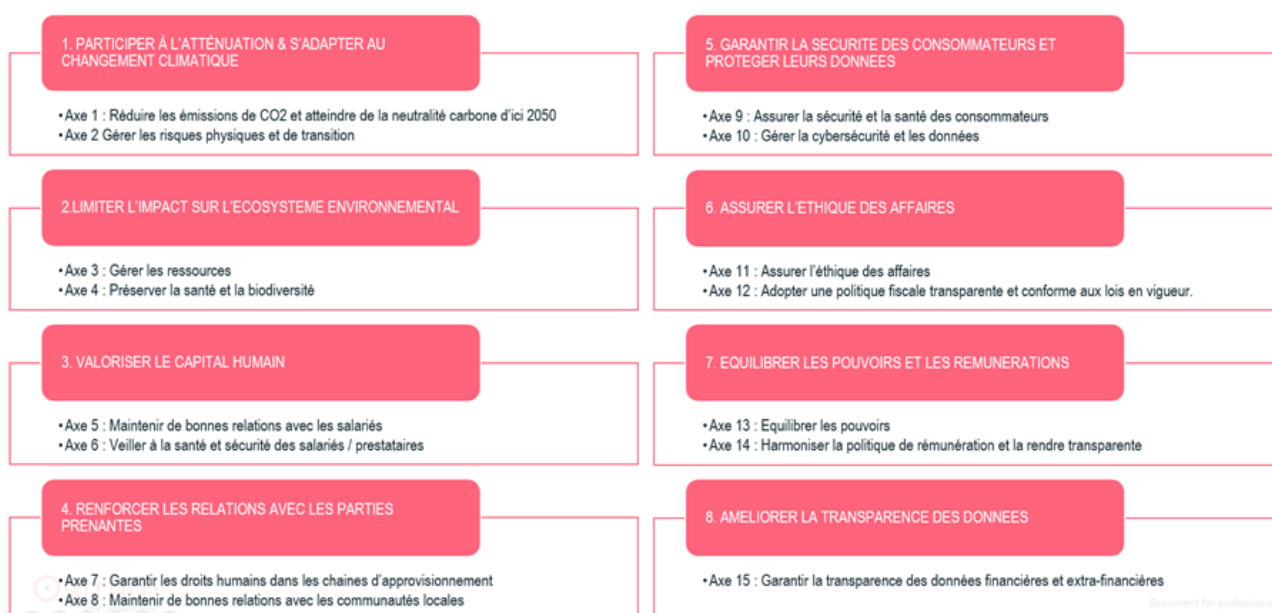 1. PARTICIPER À L'ATTÉNUATION & S'ADAPTER AU
CHANGEMENT CLIMATIQUE
•Axe 1 : Réduire les émissions de CO2 et atteindre de la neutralité carbone d'ici 2050
•Axe 2 Gérer les risques physiques et de transition
2.LIMITER L'IMPACT SUR L'ECOSYSTEME ENVIRONNEMENTAL
•Axe 3 : Gérer les ressources
•Axe 4 : Préserver la santé et la biodiversité
3. VALORISER LE CAPITAL HUMAIN
•Axe 5 : Maintenir de bonnes relations avec les salariés
•Axe 6 : Veiller à la santé et sécurité des salariés / prestataires
4. RENFORCER LES RELATIONS AVEC LES PARTIES
PRENANTES
•Axe 7 : Garantir les droits humains dans les chaines d'approvisionnement
•Axe 8 : Maintenir de bonnes relations avec les communautés locales
5. GARANTIR LA SECURITE DES CONSOMMATEURS ET
PROTEGER LEURS DONNEES
•Axe 9 : Assurer la sécurité et la santé des consommateurs
•Axe 10 : Gérer la cybersécurité et les données
6. ASSURER L'ETHIQUE DES AFFAIRES
•Axe 11 : Assurer l'éthique des affaires
•Axe 12 : Adopter une politique fiscale transparente et conforme aux lois en vigueur.
7. EQUILIBRER LES POUVOIRS ET LES REMUNERATIONS
•Axe 13 : Equilibrer les pouvoirs
•Axe 14 : Harmoniser la politique de rémunération et la rendre transparente
8. AMELIORER LA TRANSPARENCE DES DONNEES
•Axe 15 : Garantir la transparence des données financières et extra-financières
Document for